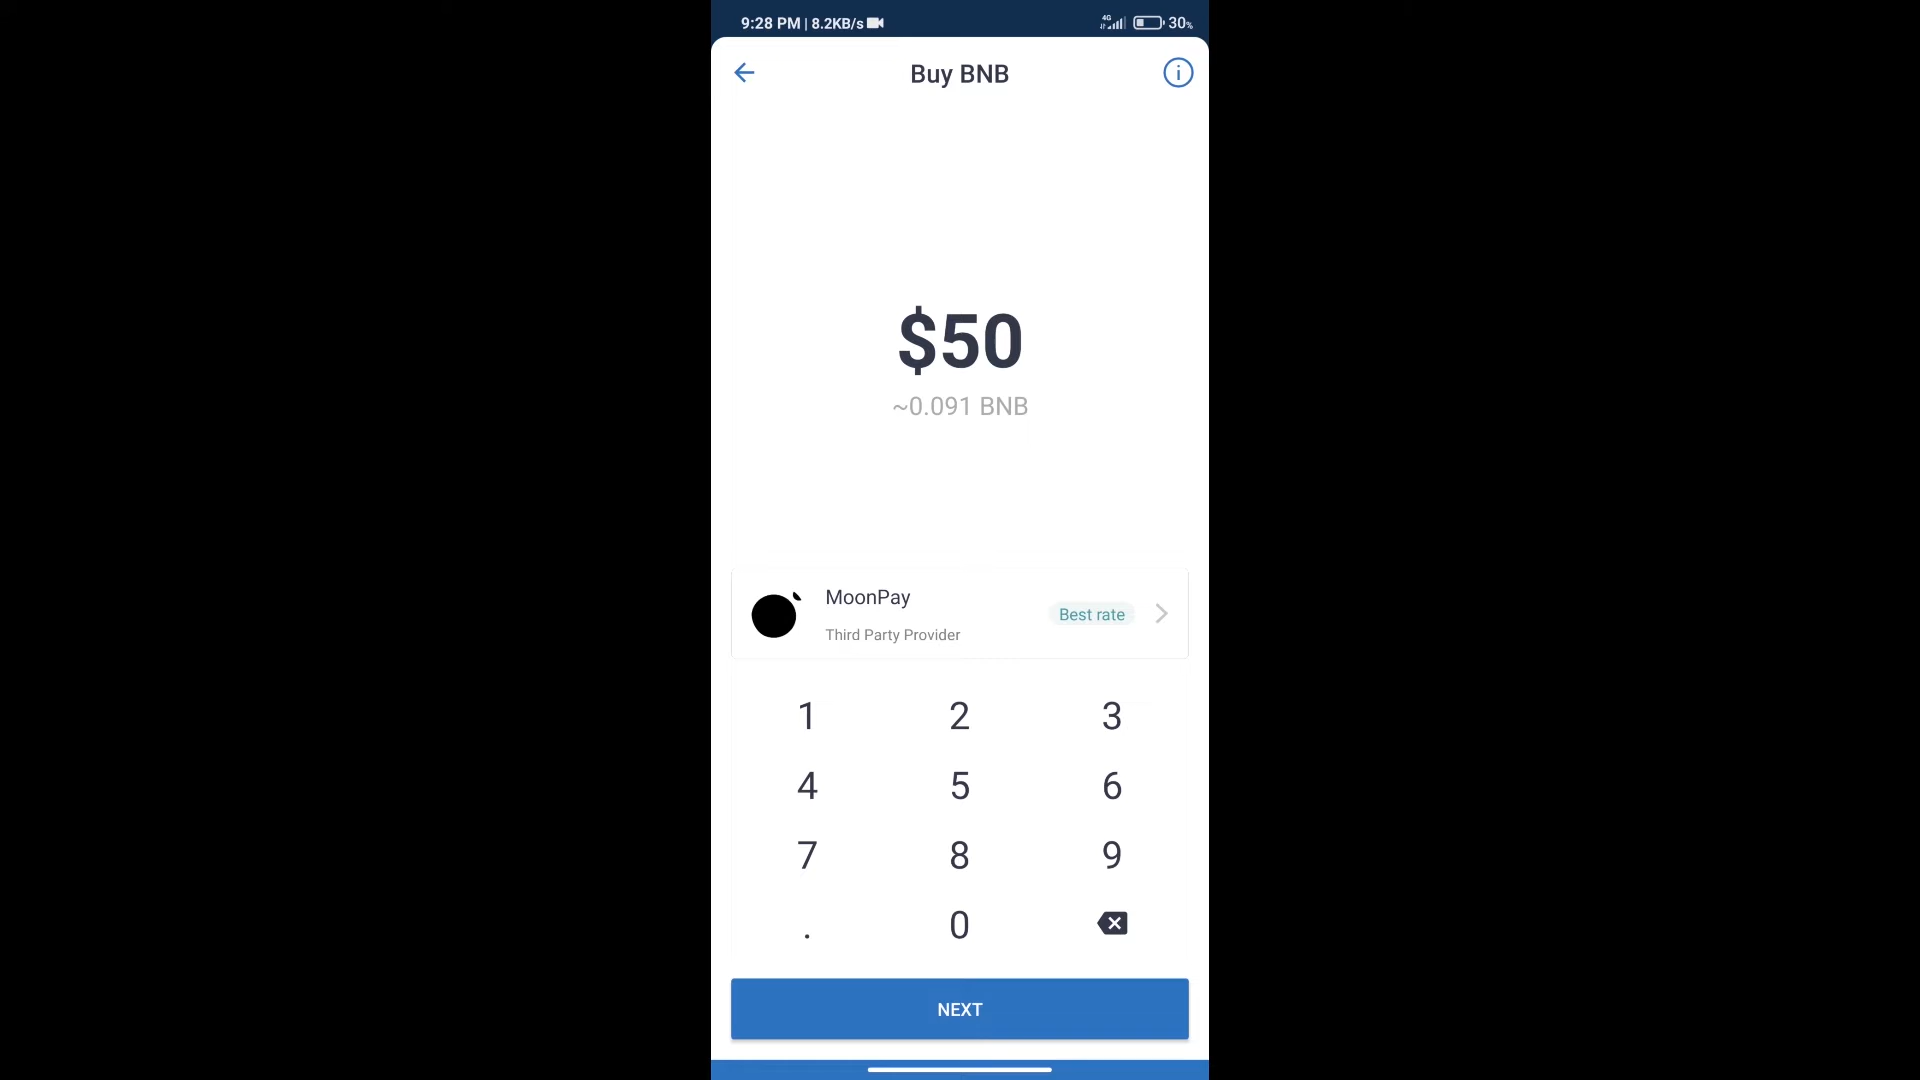 9:28 PM | 8.2KB/s 4G 30%
Buy BNB
$50
~0.091 BNB
MoonPay
Best rate
Third Party Provider
1 2 3
4 5 6
7 8 9
. 0
NEXT